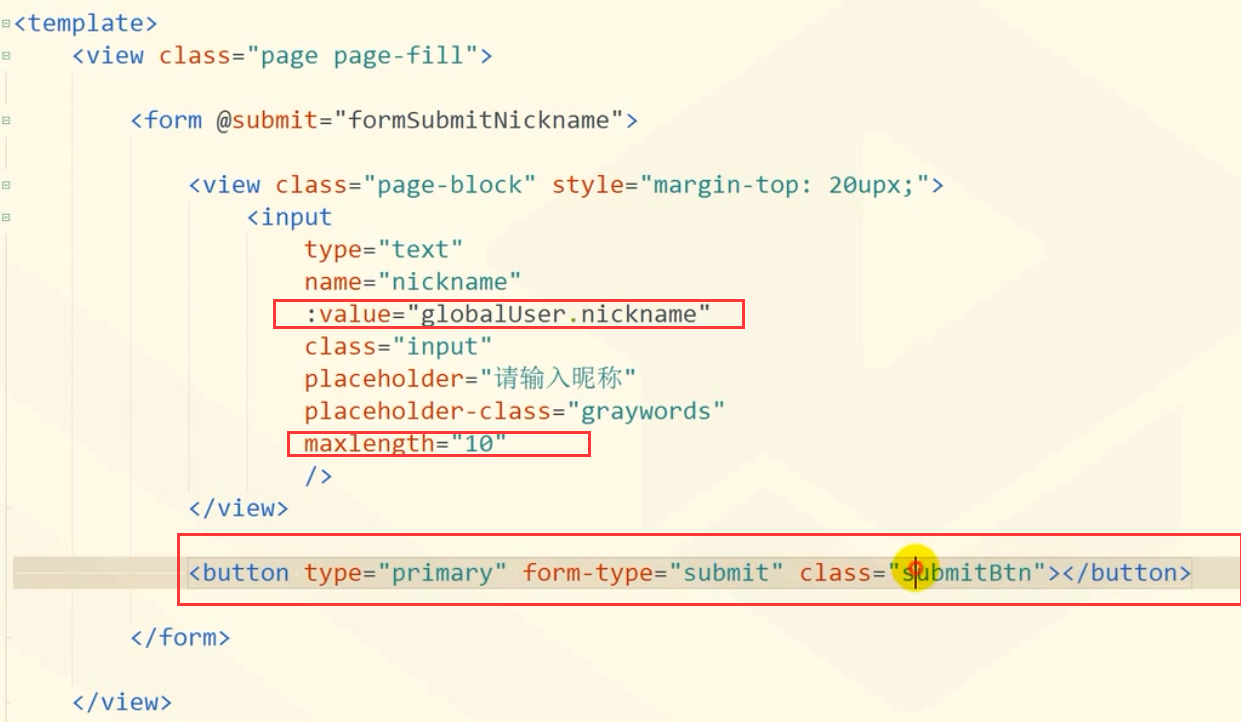 <template>
<view class="page page-fill">
<form @submit="formSubmitNickname">
<view class="page-block" style="margin-top: 20upx;">
<input
type="text"
name="nickname"
:value="globalUser.nickname"
class="input"
placeholder="请输入昵称"
placeholder-class="graywords"
maxlength="10"
/>
</view>
<button type="primary" form-type="submit" class="submitBtn"></button>
</form>
</view>